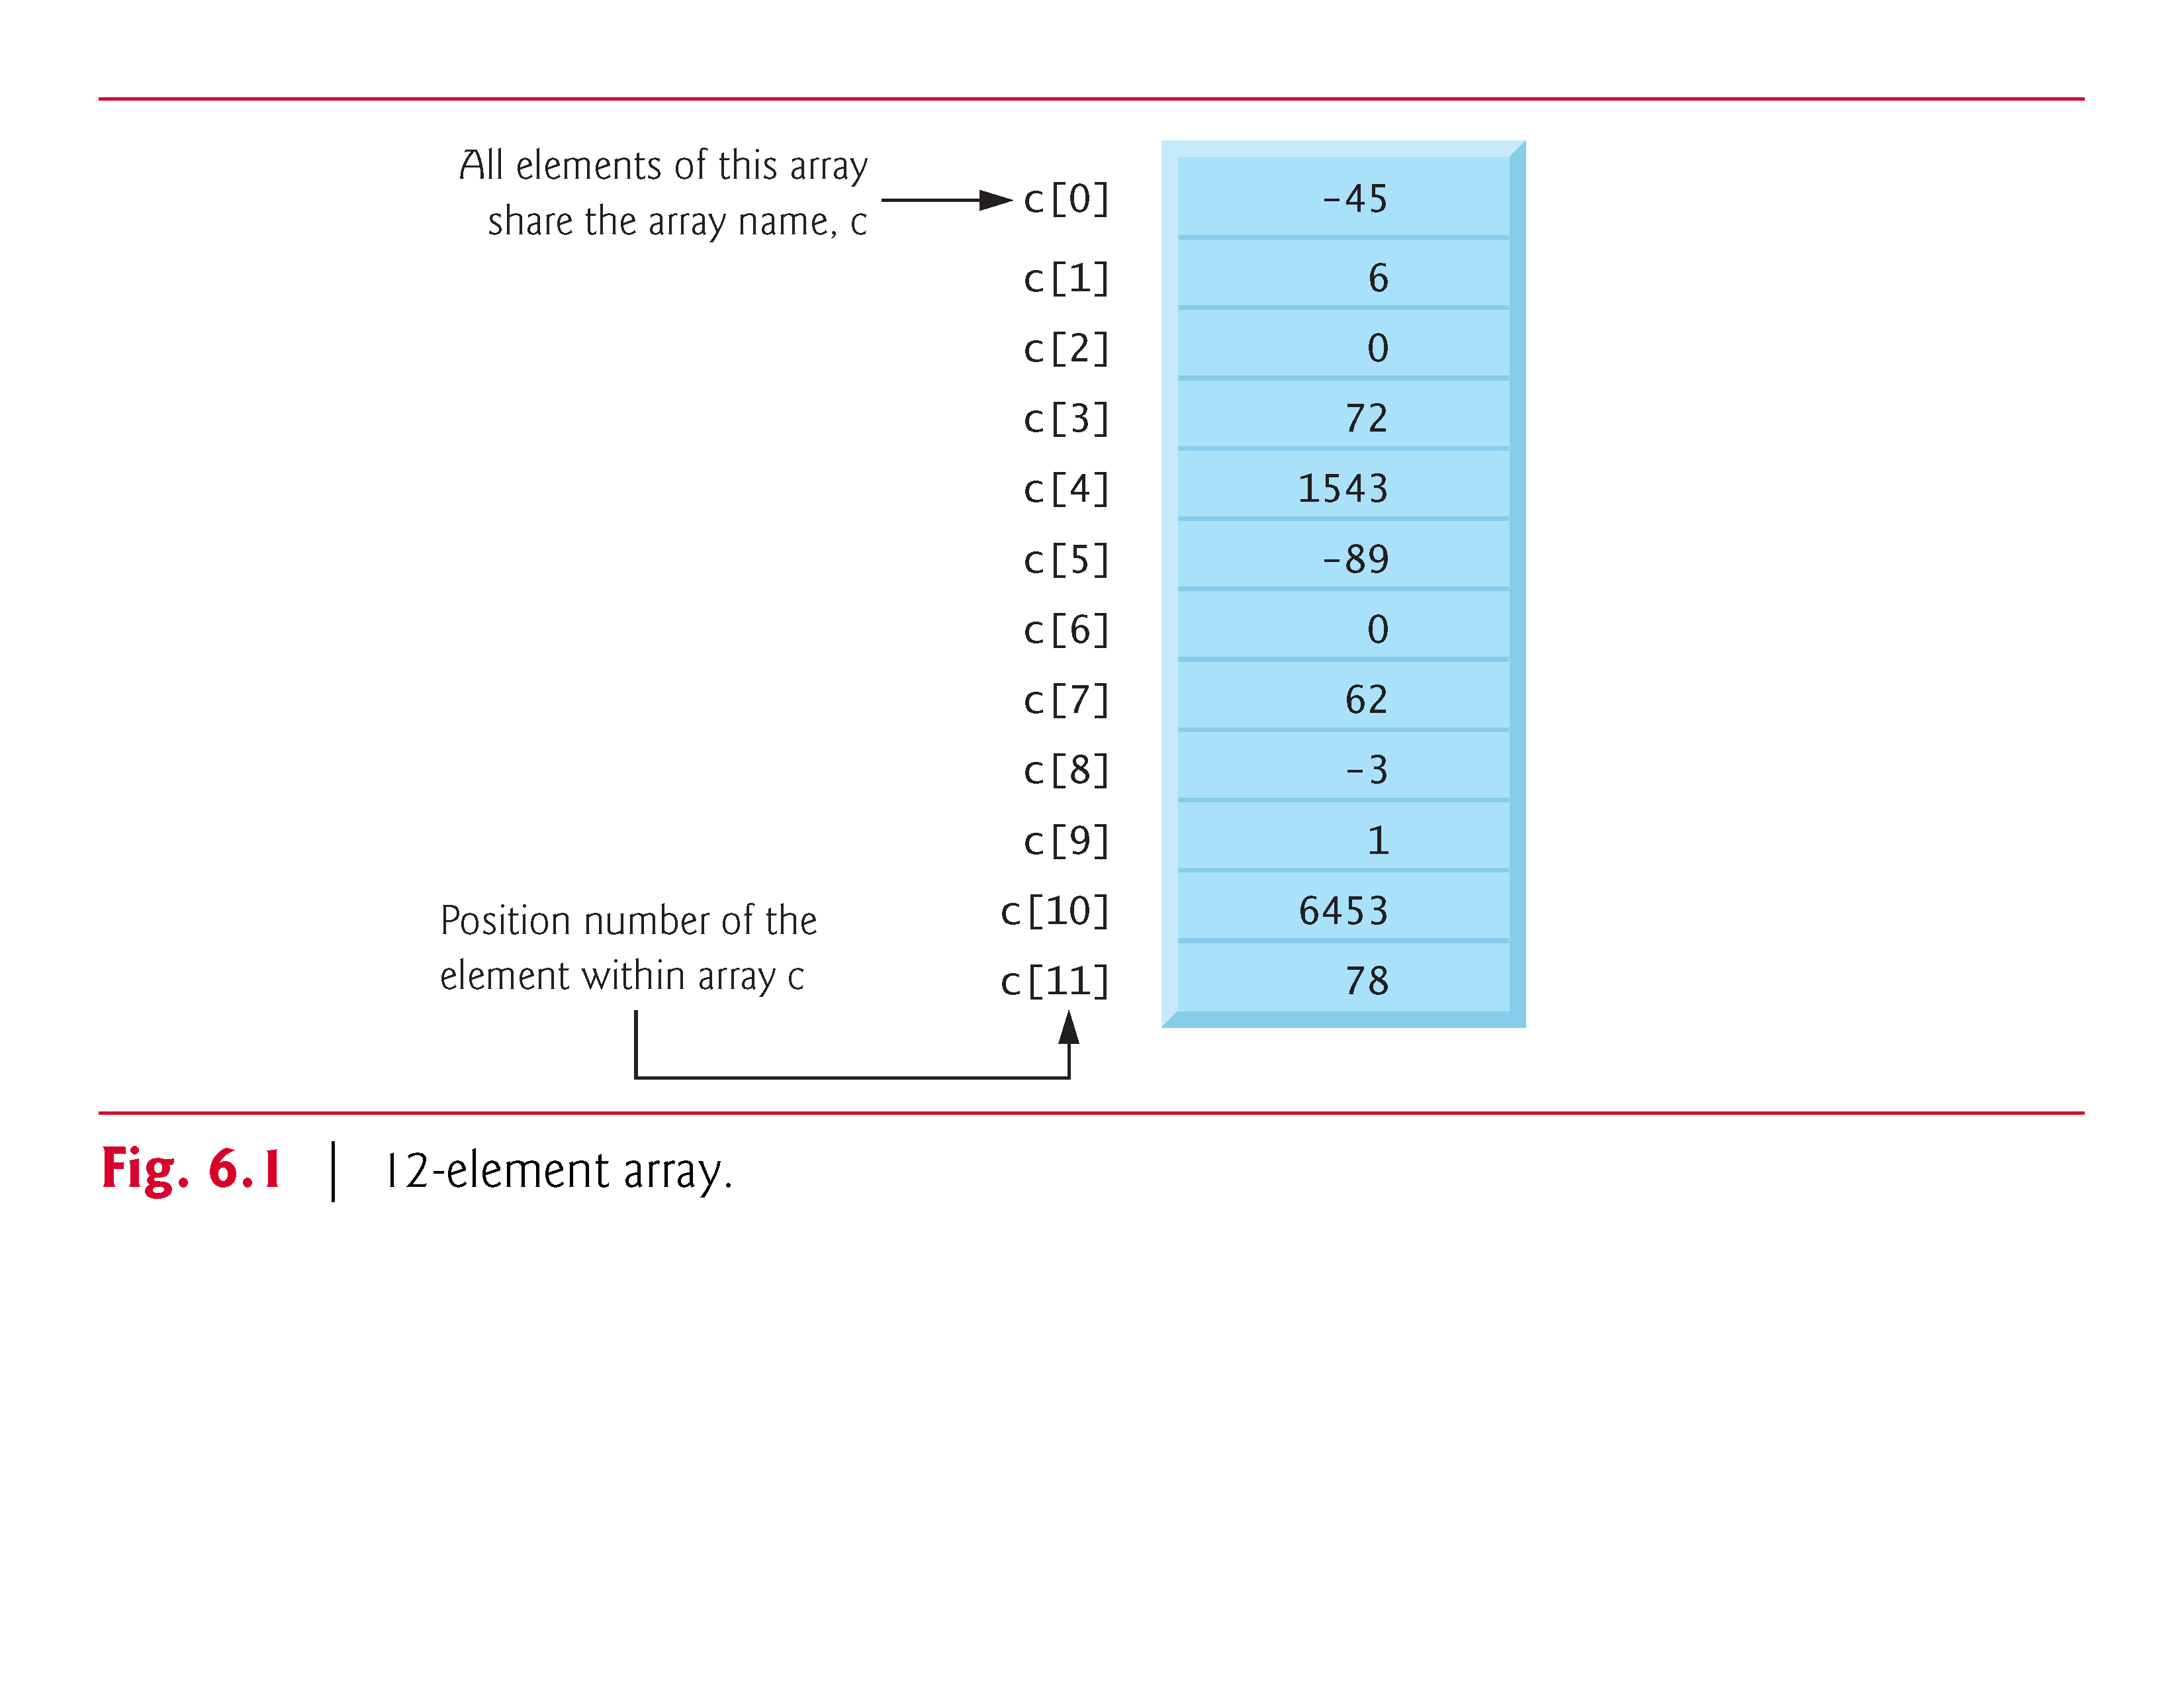 All elements of this array
share the array name, c
c[0] -45
c[1] 6
c[2] 0
c[3] 72
c[4] 1543
c[5] -89
c[6] 0
c[7] 62
c[8] -3
c[9] 1
c[10] 6453
c[11] 78
Position number of the
element within array c
Fig. 6.1 | 12-element array.